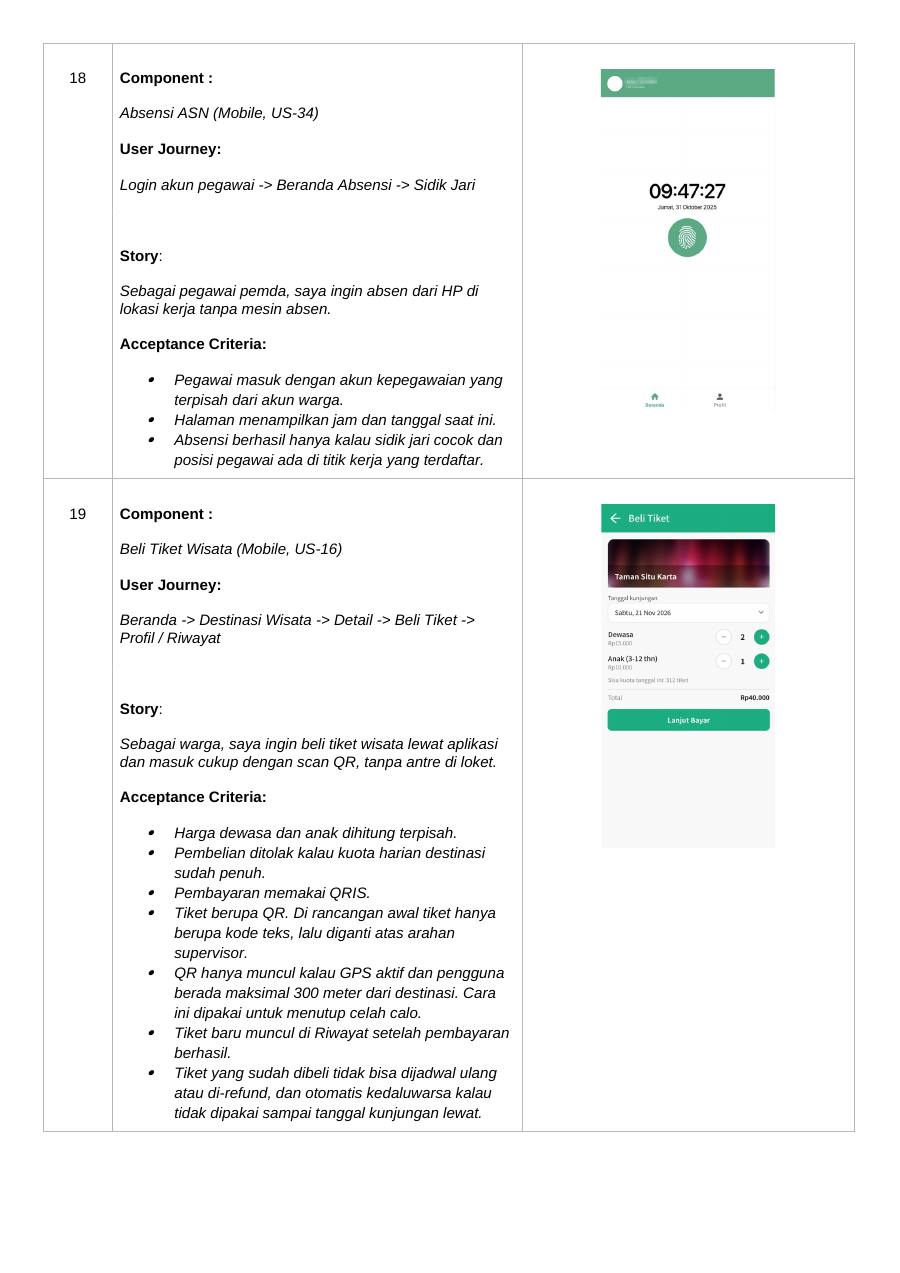 18
Component :
Absensi ASN (Mobile, US-34)
User Journey:
Login akun pegawai -> Beranda Absensi -> Sidik Jari
Story:
Sebagai pegawai pemda, saya ingin absen dari HP di
lokasi kerja tanpa mesin absen.
Acceptance Criteria:
• Pegawai masuk dengan akun kepegawaian yang
terpisah dari akun warga.
• Halaman menampilkan jam dan tanggal saat ini.
• Absensi berhasil hanya kalau sidik jari cocok dan
posisi pegawai ada di titik kerja yang terdaftar.
09:47:27
Jumat, 31 Oktober 2025
Beranda
Profil
19
Component :
Beli Tiket Wisata (Mobile, US-16)
User Journey:
Beranda -> Destinasi Wisata -> Detail -> Beli Tiket ->
Profil / Riwayat
Story:
Sebagai warga, saya ingin beli tiket wisata lewat aplikasi
dan masuk cukup dengan scan QR, tanpa antre di loket.
Acceptance Criteria:
• Harga dewasa dan anak dihitung terpisah.
• Pembelian ditolak kalau kuota harian destinasi
sudah penuh.
• Pembayaran memakai QRIS.
• Tiket berupa QR. Di rancangan awal tiket hanya
berupa kode teks, lalu diganti atas arahan
supervisor.
• QR hanya muncul kalau GPS aktif dan pengguna
berada maksimal 300 meter dari destinasi. Cara
ini dipakai untuk menutup celah calo.
• Tiket baru muncul di Riwayat setelah pembayaran
berhasil.
• Tiket yang sudah dibeli tidak bisa dijadwal ulang
atau di-refund, dan otomatis kedaluwarsa kalau
tidak dipakai sampai tanggal kunjungan lewat.
Beli Tiket
Taman Situ Karta
Tanggal kunjungan
Sabtu, 21 Nov 2026
Dewasa
Rp15.000
− 2 +
Anak (3-12 thn)
Rp10.000
− 1 +
Sisa kuota tanggal ini: 312 tiket
Total Rp40.000
Lanjut Bayar